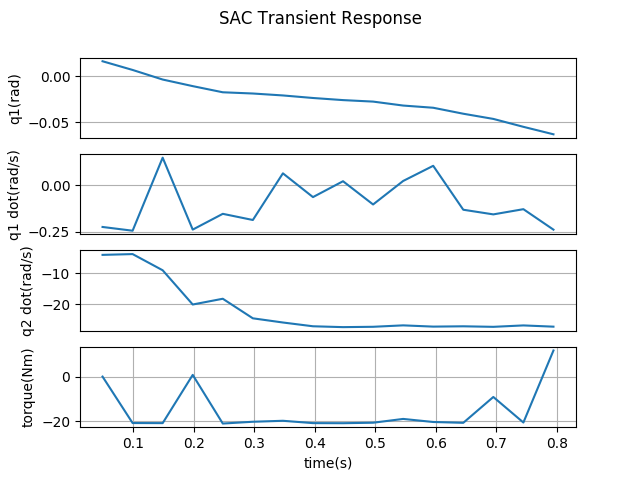 SAC Transient Response
q1(rad)
0.00
−0.05
q1 dot(rad/s)
0.00
−0.25
q2 dot(rad/s)
−10
−20
torque(Nm)
0
−20
0.1 0.2 0.3 0.4 0.5 0.6 0.7 0.8
time(s)